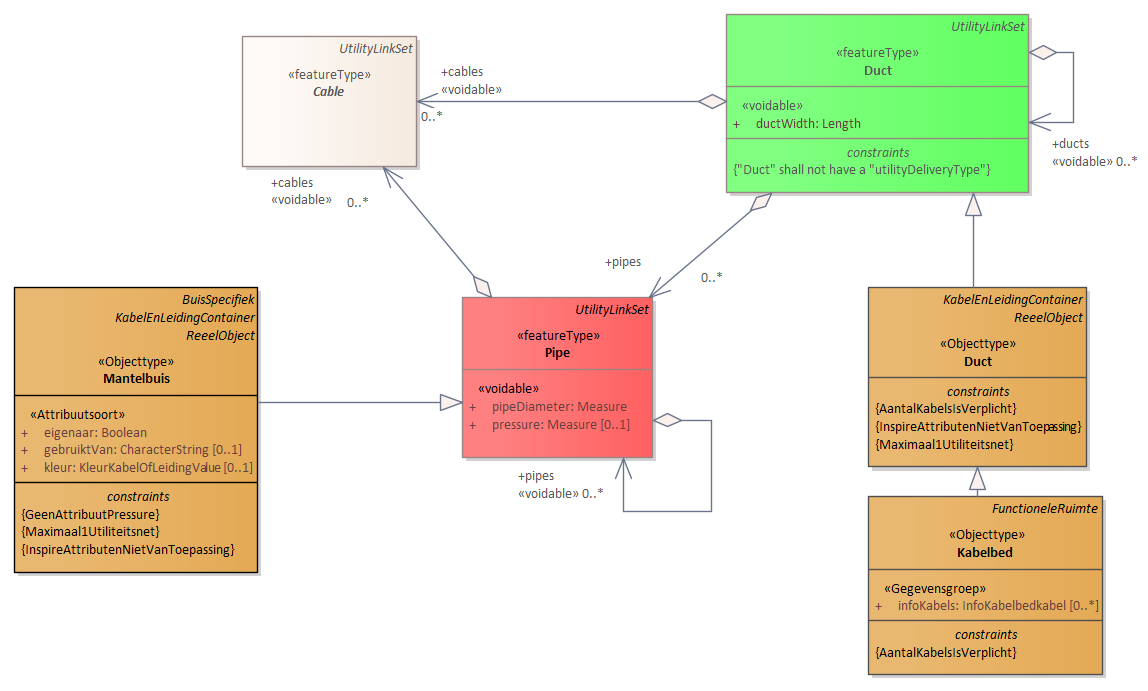 UtilityLinkSet
«featureType»
Cable
+cables
«voidable»
0..*
UtilityLinkSet
«featureType»
Duct
«voidable»
+ ductWidth: Length
constraints
{"Duct" shall not have a "utilityDeliveryType"}
+ducts
«voidable» 0..*
+cables
«voidable» 0..*
+pipes
0..*
BuisSpecifiek
KabelEnLeidingContainer
ReeelObject
«Objecttype»
Mantelbuis
«Attribuutsoort»
+ eigenaar: Boolean
+ gebruiktVan: CharacterString [0..1]
+ kleur: KleurKabelOfLeidingValue [0..1]
constraints
{GeenAttribuutPressure}
{Maximaal1Utiliteitsnet}
{InspireAttributenNietVanToepassing}
UtilityLinkSet
«featureType»
Pipe
«voidable»
+ pipeDiameter: Measure
+ pressure: Measure [0..1]
+pipes
«voidable» 0..*
KabelEnLeidingContainer
ReeelObject
«Objecttype»
Duct
constraints
{AantalKabelsIsVerplicht}
{InspireAttributenNietVanToepassing}
{Maximaal1Utiliteitsnet}
FunctioneleRuimte
«Objecttype»
Kabelbed
«Gegevensgroep»
+ infoKabels: InfoKabelbedkabel [0..*]
constraints
{AantalKabelsIsVerplicht}